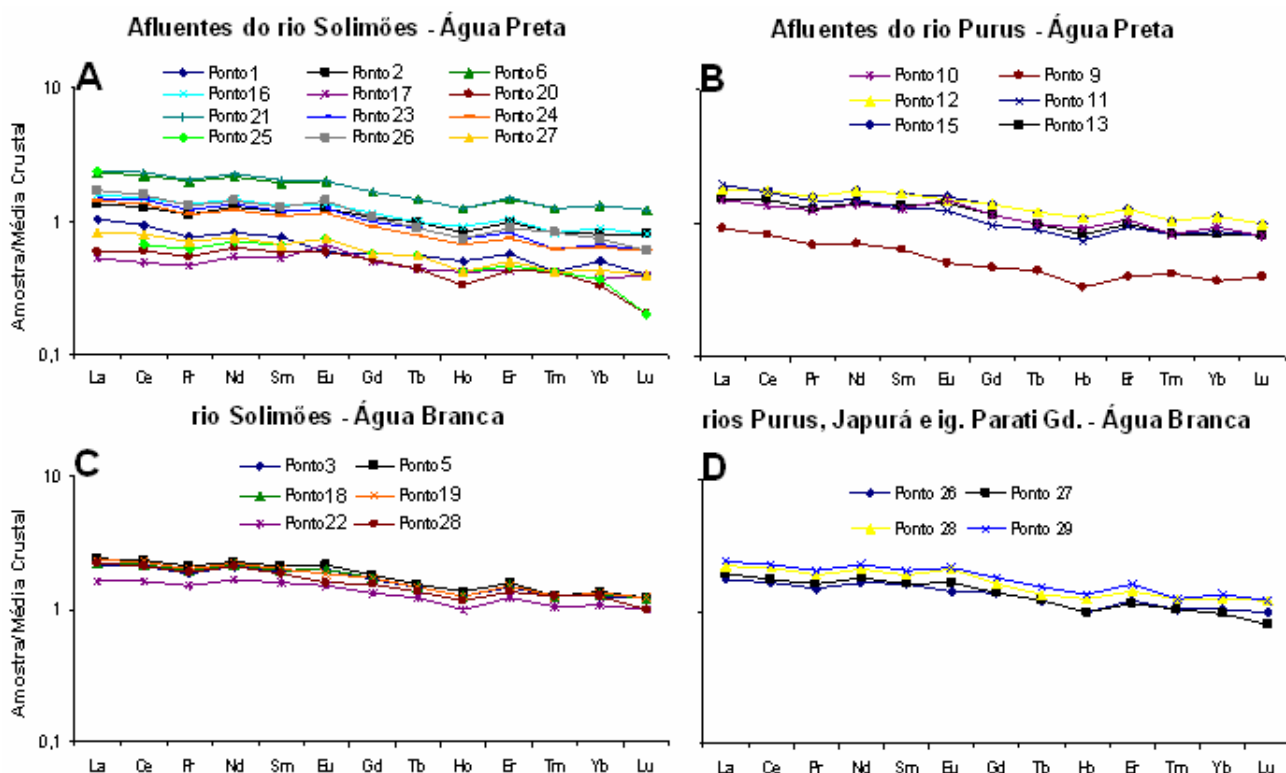 Afluentes do rio Solimões - Água Preta
A
Ponto 1 Ponto 2 Ponto 6
Ponto 16 Ponto 17 Ponto 20
Ponto 21 Ponto 23 Ponto 24
Ponto 25 Ponto 26 Ponto 27
Amostra/Média Crustal
10
1
0,1
La Ce Pr Nd Sm Eu Gd Tb Ho Er Tm Yb Lu
Afluentes do rio Purus - Água Preta
B
Ponto 10 Ponto 9
Ponto 12 Ponto 11
Ponto 15 Ponto 13
La Ce Pr Nd Sm Eu Gd Tb Ho Er Tm Yb Lu
rio Solimões - Água Branca
C
Ponto 3 Ponto 5
Ponto 18 Ponto 19
Ponto 22 Ponto 28
Amostra/Média Crustal
10
1
0,1
La Ce Pr Nd Sm Eu Gd Tb Ho Er Tm Yb Lu
rios Purus, Japurá e ig. Parati Gd. - Água Branca
D
Ponto 26 Ponto 27
Ponto 28 Ponto 29
La Ce Pr Nd Sm Eu Gd Tb Ho Er Tm Yb Lu